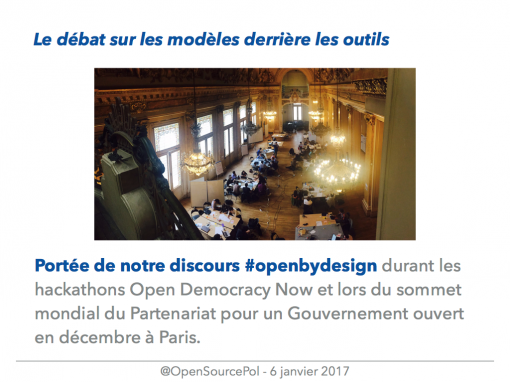 Le débat sur les modèles derrière les outils
Portée de notre discours #openbydesign durant les
hackathons Open Democracy Now et lors du sommet
mondial du Partenariat pour un Gouvernement ouvert
en décembre à Paris.
@OpenSourcePol - 6 janvier 2017